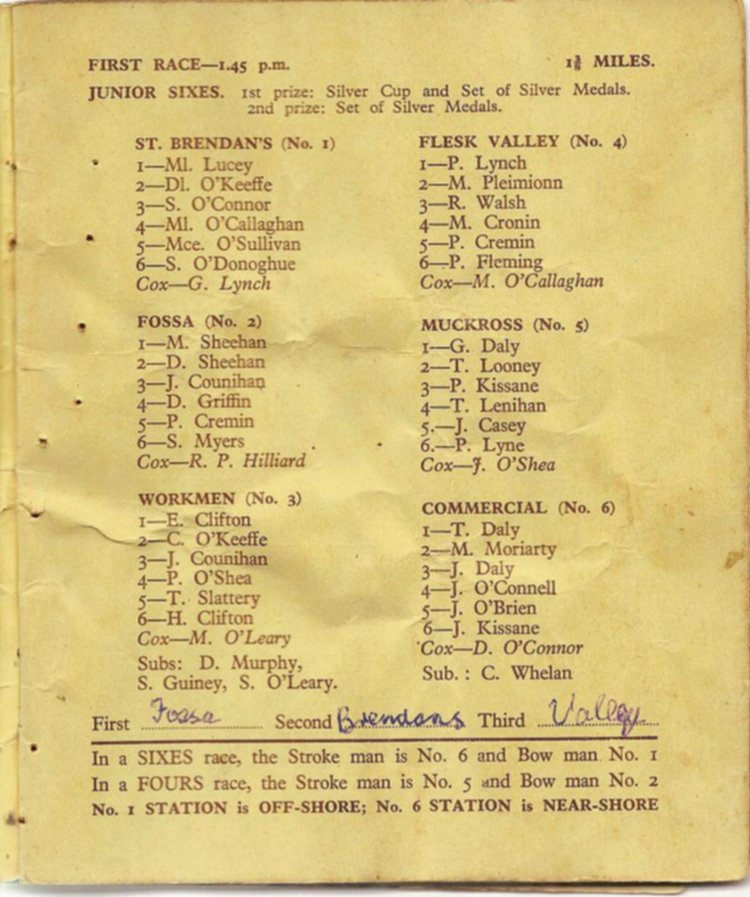 FIRST RACE—1.45 p.m. 1⅜ MILES.
JUNIOR SIXES. 1st prize: Silver Cup and Set of Silver Medals.
2nd prize: Set of Silver Medals.
ST. BRENDAN'S (No. 1)
1—Ml. Lucey
2—Dl. O'Keeffe
3—S. O'Connor
4—Ml. O'Callaghan
5—Mce. O'Sullivan
6—S. O'Donoghue
Cox—G. Lynch
FOSSA (No. 2)
1—M. Sheehan
2—D. Sheehan
3—J. Counihan
4—D. Griffin
5—P. Cremin
6—S. Myers
Cox—R. P. Hilliard
WORKMEN (No. 3)
1—E. Clifton
2—C. O'Keeffe
3—J. Counihan
4—P. O'Shea
5—T. Slattery
6—H. Clifton
Cox—M. O'Leary
Subs: D. Murphy,
S. Guiney, S. O'Leary.
FLESK VALLEY (No. 4)
1—P. Lynch
2—M. Pleimionn
3—R. Walsh
4—M. Cronin
5—P. Cremin
6—P. Fleming
Cox—M. O'Callaghan
MUCKROSS (No. 5)
1—G. Daly
2—T. Looney
3—P. Kissane
4—T. Lenihan
5.—J. Casey
6.—P. Lyne
Cox—J. O'Shea
COMMERCIAL (No. 6)
1—T. Daly
2—M. Moriarty
3—J. Daly
4—J. O'Connell
5—J. O'Brien
6—J. Kissane
Cox—D. O'Connor
Sub. : C. Whelan
First Fossa Second Brendans Third Valley
In a SIXES race, the Stroke man is No. 6 and Bow man No. 1
In a FOURS race, the Stroke man is No. 5 and Bow man No. 2
No. 1 STATION is OFF-SHORE; No. 6 STATION is NEAR-SHORE